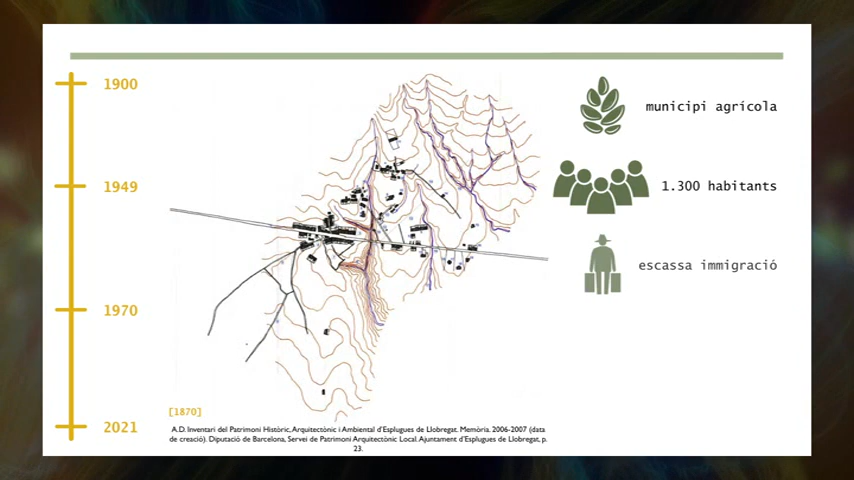 1900
1949
1970
2021
municipi agrícola
1.300 habitants
escassa immigració
[1870]
A.D. Inventari del Patrimoni Històric, Arquitectònic i Ambiental d'Esplugues de Llobregat. Memòria. 2006-2007 (data
de creació). Diputació de Barcelona, Servei de Patrimoni Arquitectònic Local. Ajuntament d'Esplugues de Llobregat, p.
23.